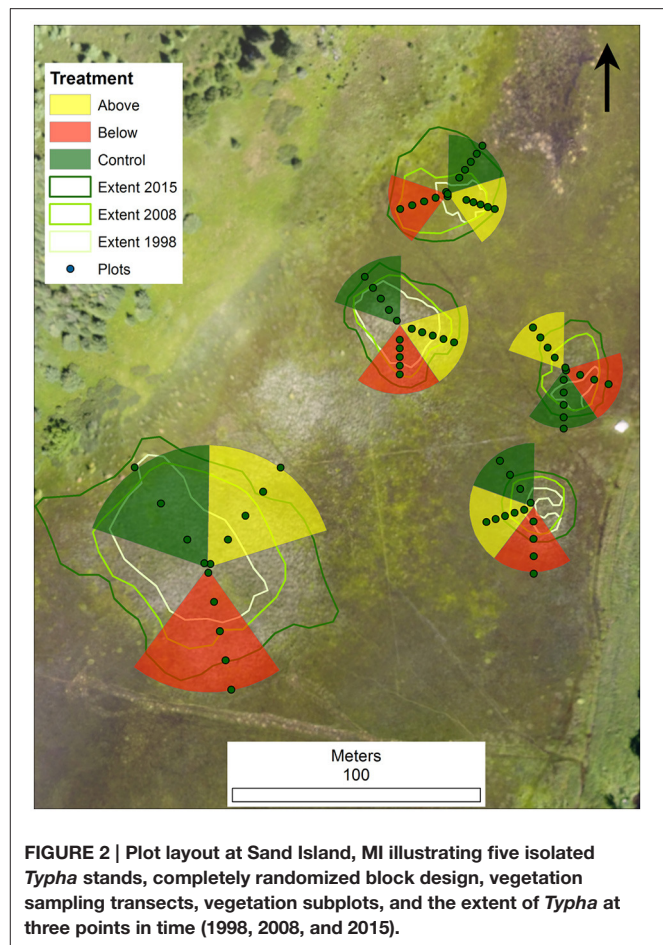 Treatment
Above
Below
Control
Extent 2015
Extent 2008
Extent 1998
Plots
Meters
100
FIGURE 2 | Plot layout at Sand Island, MI illustrating five isolated
Typha stands, completely randomized block design, vegetation
sampling transects, vegetation subplots, and the extent of Typha at
three points in time (1998, 2008, and 2015).